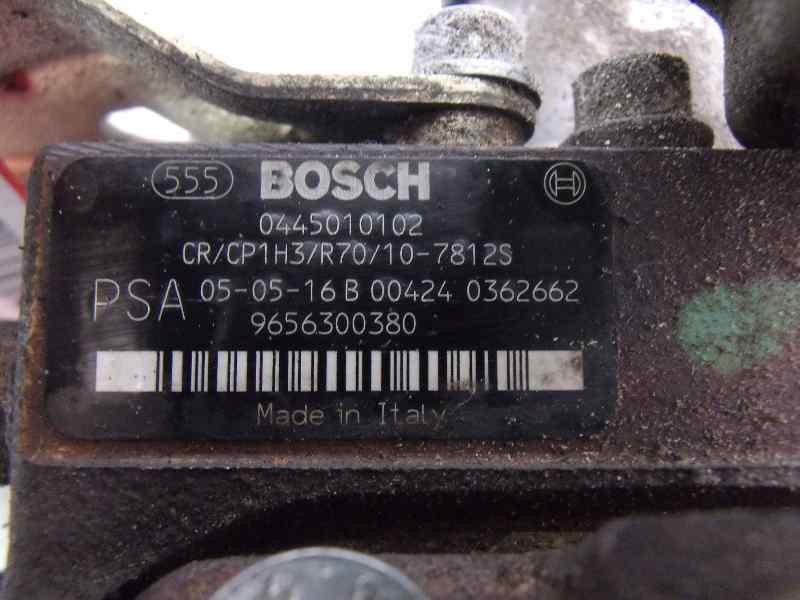 555 BOSCH
0445010102
CR/CP1H3/R70/10-7812S
PSA 05-05-16 B 00424 0362662
9656300380
Made in Italy